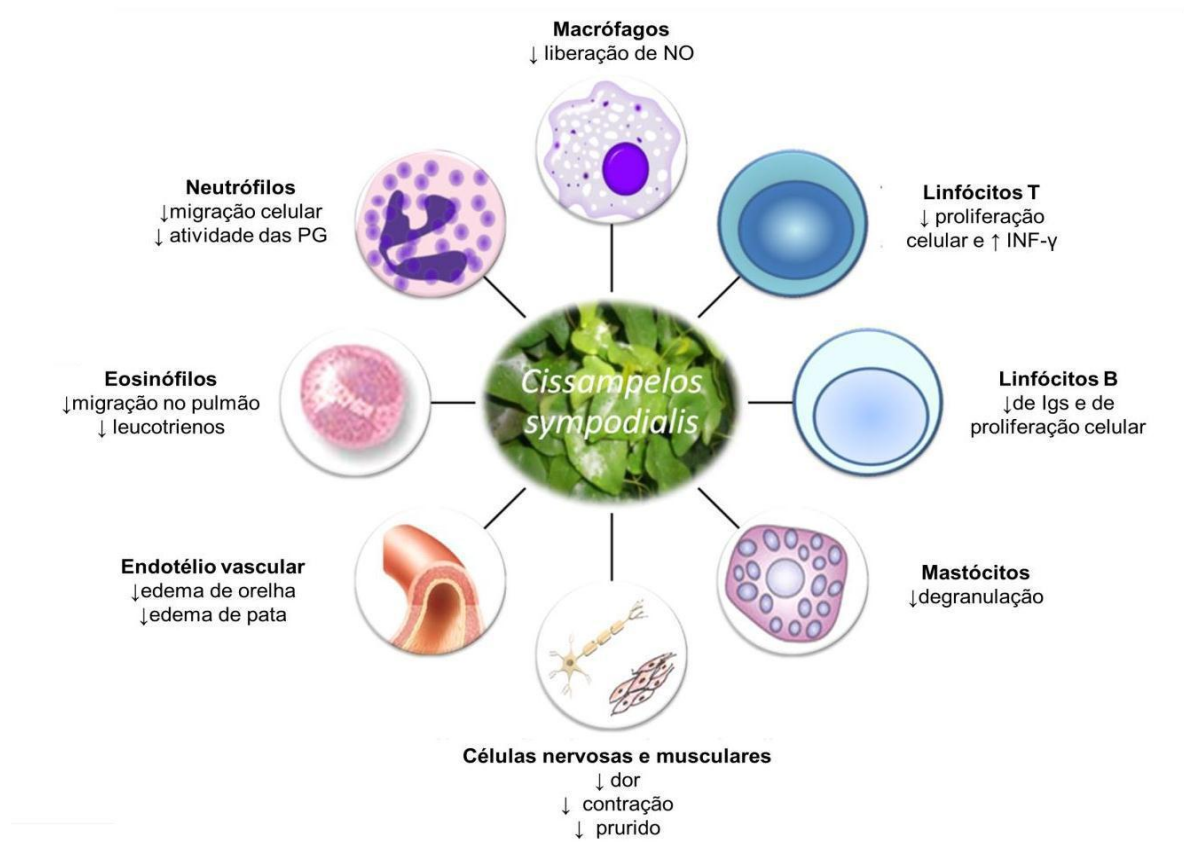 Macrófagos
↓ liberação de NO
Neutrófilos
↓migração celular
↓ atividade das PG
Linfócitos T
↓ proliferação
celular e ↑ INF-γ
Eosinófilos
↓migração no pulmão
↓ leucotrienos
Cissampelos
sympodialis
Linfócitos B
↓de Igs e de
proliferação celular
Endotélio vascular
↓edema de orelha
↓edema de pata
Mastócitos
↓degranulação
Células nervosas e musculares
↓ dor
↓ contração
↓ prurido